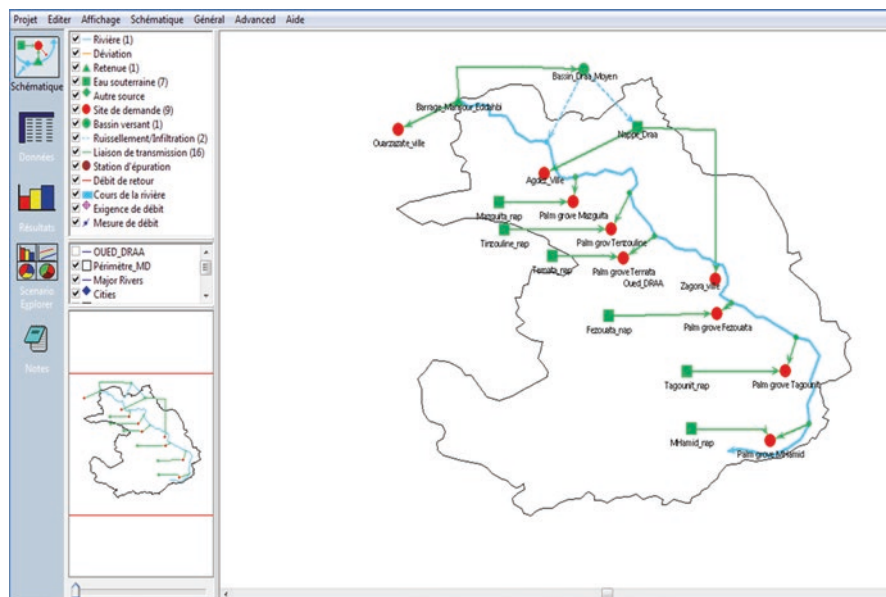 Projet Editer Affichage Schématique Général Advanced Aide
Schématique
Données
Résultats
Scenario
Explorer
Notes
Rivière (1)
Déviation
Retenue (1)
Eau souterraine (7)
Autre source
Site de demande (9)
Bassin versant (1)
Ruissellement/Infiltration (2)
Liaison de transmission (16)
Station d'épuration
Débit de retour
Cours de la rivière
Exigence de débit
Mesure de débit
OUED_DRAA
Périmètre_MD
Major Rivers
Cities
Bassin_Draa_Moyen
Barrage_Mansour_Eddahbi
Ouarzazate_ville
Nappe_Draa
Agdez_Ville
Mazguita_nap
Palm grove Mazguita
Tinzouline_nap
Palm grov Tenzouline
Ternata_nap
Palm grove Ternata
Oued_DRAA
Zagora_ville
Fezouata_nap
Palm grove Fezouata
Tagounit_nap
Palm grove Tagounit
MHamid_nap
Palm grove MHamid